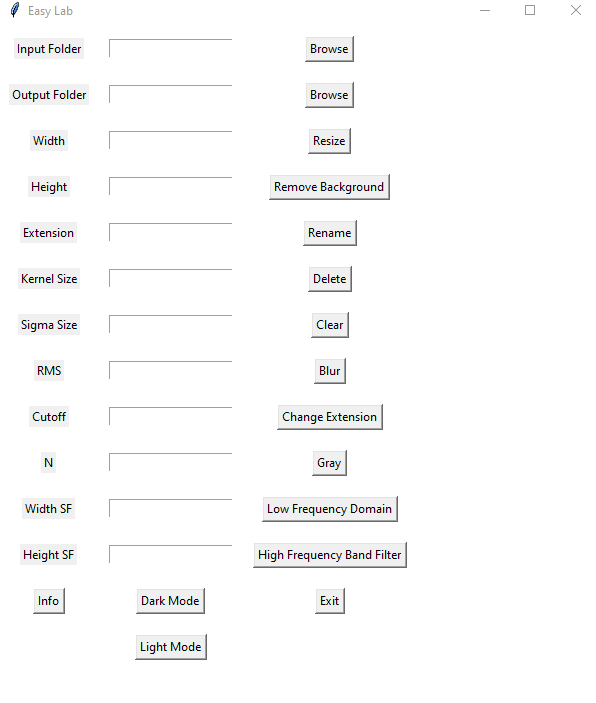 Easy Lab
Input Folder Browse
Output Folder Browse
Width Resize
Height Remove Background
Extension Rename
Kernel Size Delete
Sigma Size Clear
RMS Blur
Cutoff Change Extension
N Gray
Width SF Low Frequency Domain
Height SF High Frequency Band Filter
Info Dark Mode Exit
Light Mode